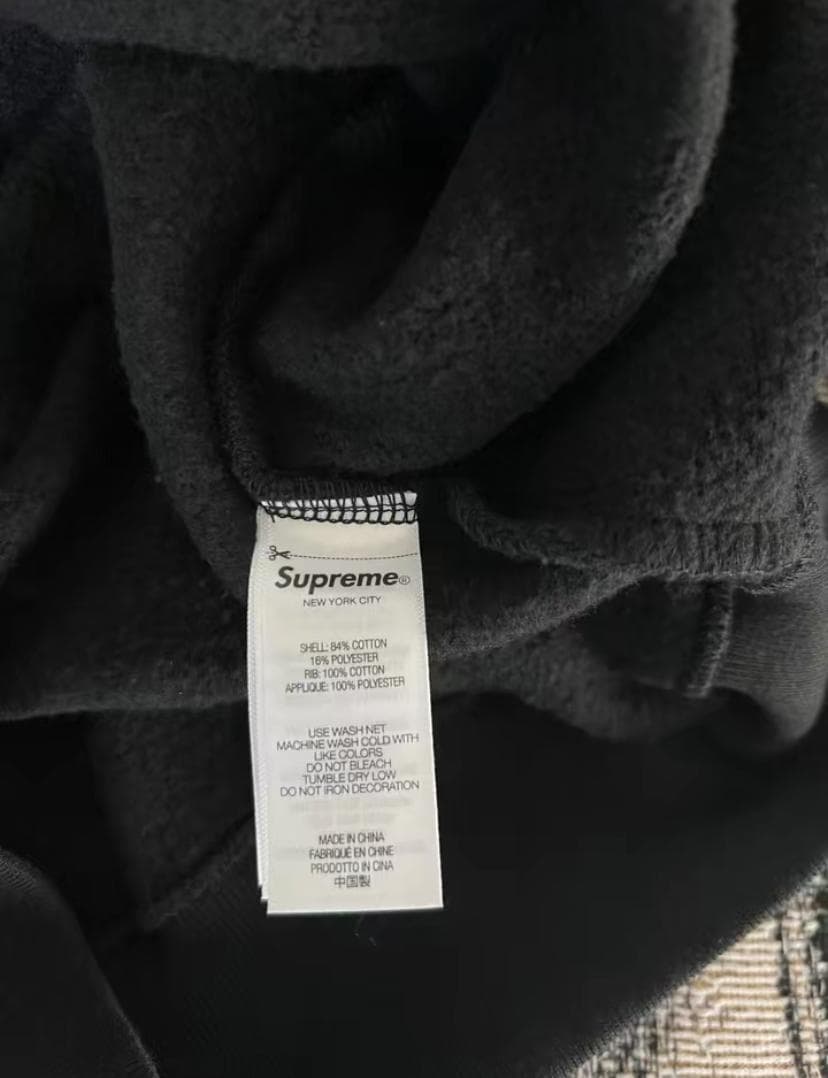 Supreme®
NEW YORK CITY
SHELL: 84% COTTON
16% POLYESTER
RIB: 100% COTTON
APPLIQUE: 100% POLYESTER
USE WASH NET
MACHINE WASH COLD WITH
LIKE COLORS
DO NOT BLEACH
TUMBLE DRY LOW
DO NOT IRON DECORATION
MADE IN CHINA
FABRIQUÉ EN CHINE
PRODOTTO IN CINA
中国製